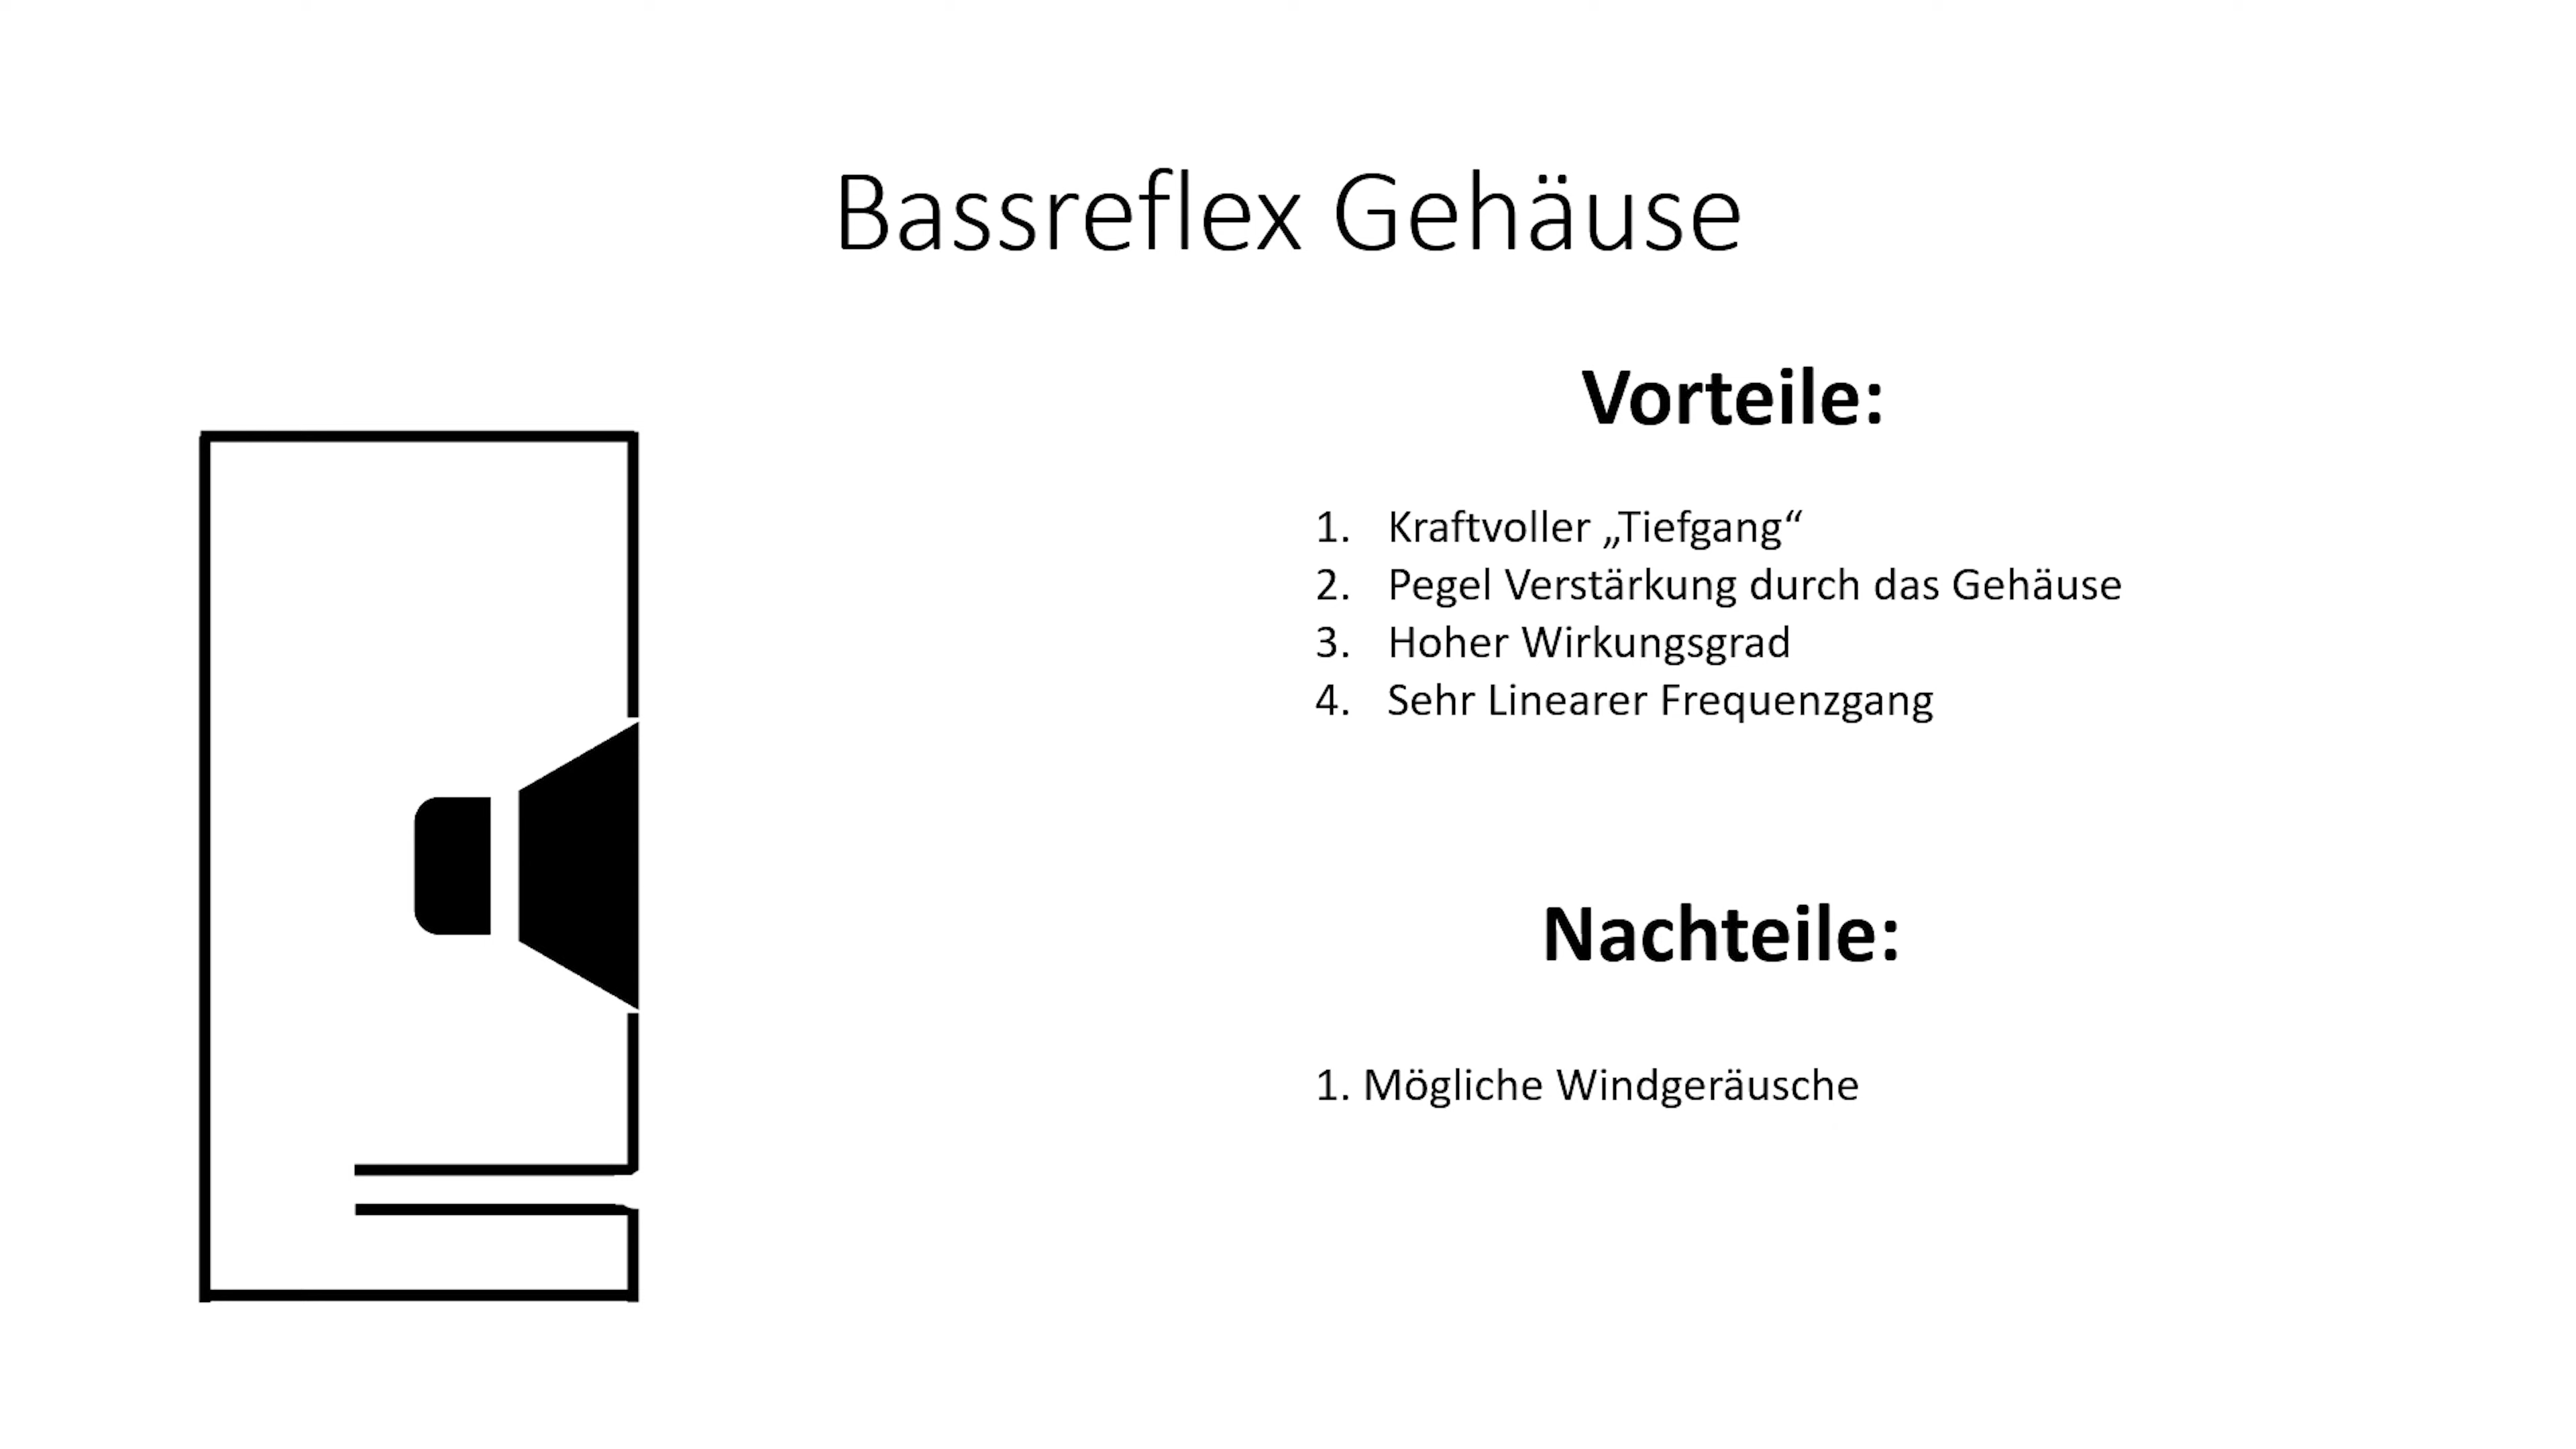 Bassreflex Gehäuse
Vorteile:
1. Kraftvoller „Tiefgang“
2. Pegel Verstärkung durch das Gehäuse
3. Hoher Wirkungsgrad
4. Sehr Linearer Frequenzgang
Nachteile:
1. Mögliche Windgeräusche